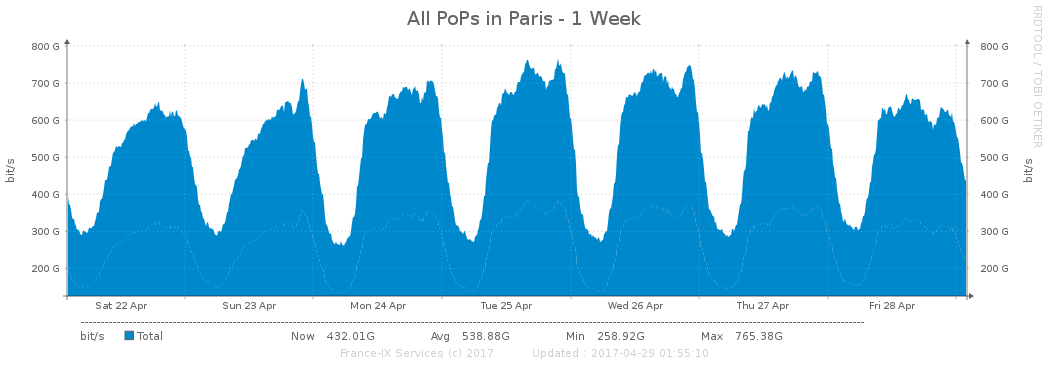 All PoPs in Paris - 1 Week
RRDTOOL / TOBI OETIKER
800 G 800 G
700 G 700 G
600 G 600 G
500 G 500 G
400 G 400 G
300 G 300 G
200 G 200 G
bit/s bit/s
Sat 22 Apr Sun 23 Apr Mon 24 Apr Tue 25 Apr Wed 26 Apr Thu 27 Apr Fri 28 Apr
bit/s Total Now 432.01G Avg 538.88G Min 258.92G Max 765.38G
France-IX Services (c) 2017 Updated : 2017-04-29 01:55:10